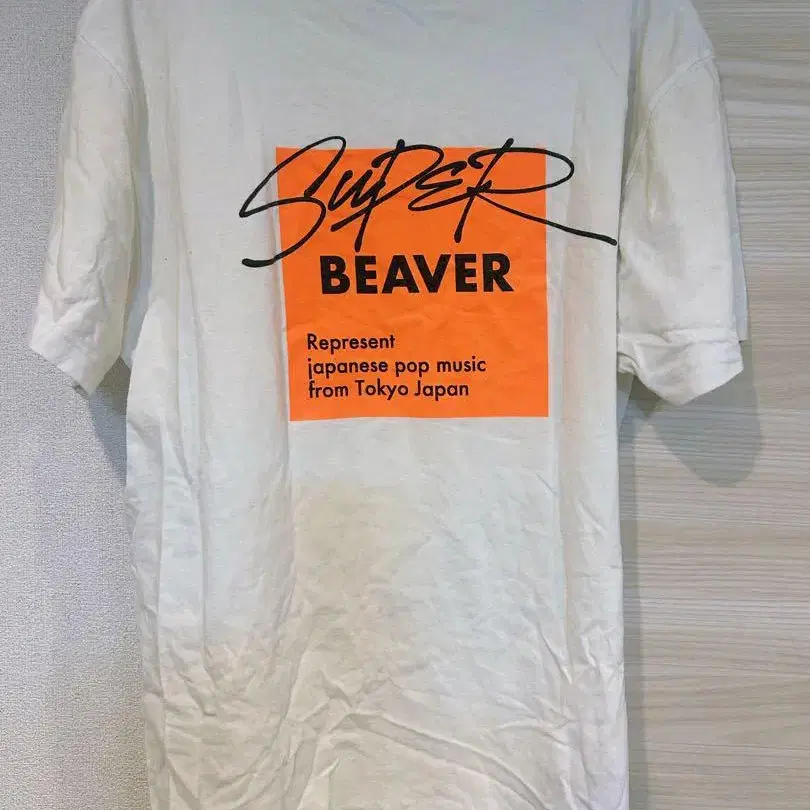 SUPER
BEAVER
Represent
japanese pop music
from Tokyo Japan